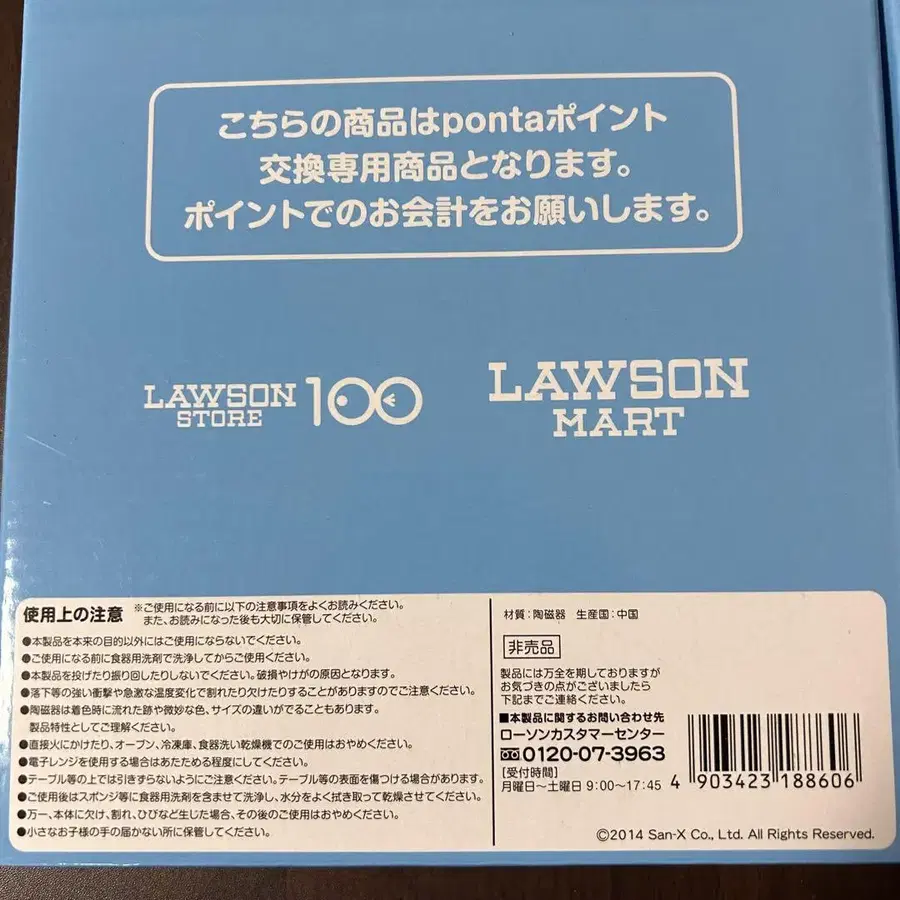 こちらの商品はpontaポイント
交換専用商品となります。
ポイントでのお会計をお願いします。
LAWSON
STORE
100
LAWSON
MART
使用上の注意
※ご使用になる前に以下の注意事項をよくお読みください。
また、お読みになった後も大切に保管してください。
●本製品を本来の目的以外にはご使用にならないでください。
●ご使用になる前に食器用洗剤で洗浄してからご使用ください。
●本製品を投げたり振り回したりしないでください。破損やけがの原因となります。
●落下等の強い衝撃や急激な温度変化で割れたり欠けたりすることがありますのでご注意ください。
●陶磁器は着色時に流れた跡や微妙な色、サイズの違いがでることもあります。
製品特性としてご理解ください。
●直接火にかけたり、オーブン、冷凍庫、食器洗い乾燥機でのご使用はおやめください。
●電子レンジを使用する場合はあたためる程度にしてください。
●テーブル等の上では引きずらないようにご注意ください。テーブル等の表面を傷つける場合があります。
●ご使用後はスポンジ等に食器用洗剤を含ませて洗浄し、水分をよく拭き取って乾燥させてください。
●万一、本体に欠け、割れ、ひびなど生じた場合、その後のご使用はおやめください。
●小さなお子様の手の届かない所に保管してください。
材質:陶磁器 生産国:中国
非売品
製品には万全を期しておりますが
お気づきの点がございましたら
下記までご連絡ください。
■本製品に関するお問い合わせ先
ローソンカスタマーセンター
0120-07-3963
[受付時間]
月曜日〜土曜日 9:00〜17:45
4 903423 188606
©2014 San-X Co., Ltd. All Rights Reserved.